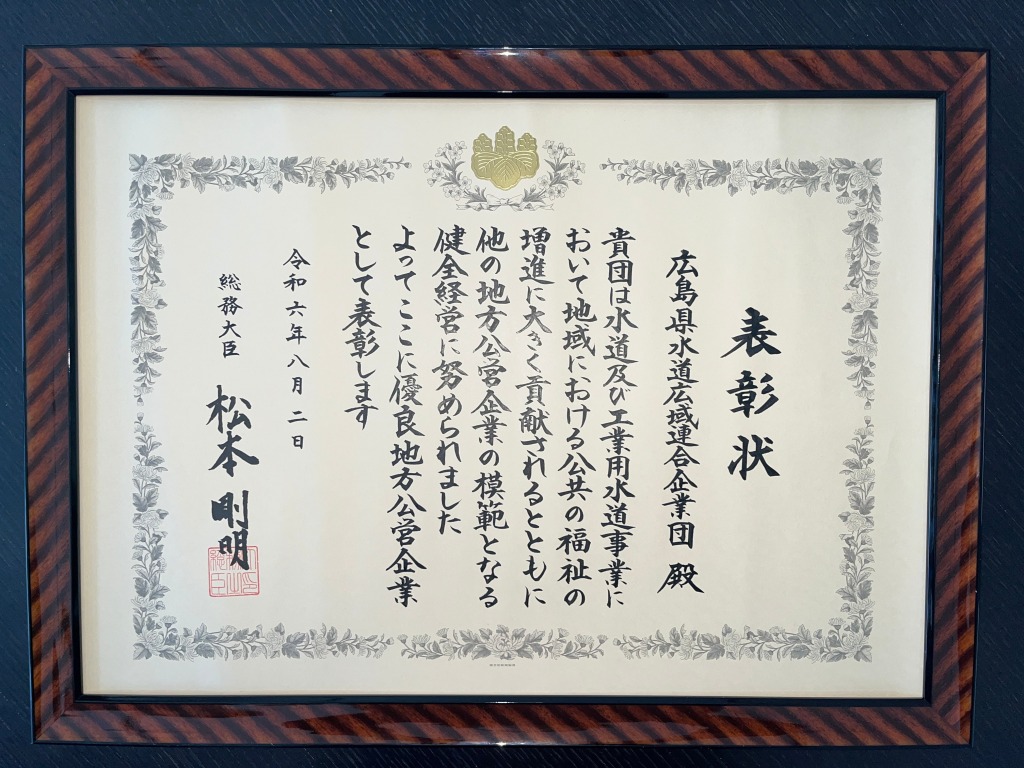 表彰状
広島県水道広域連合企業団 殿
貴団は水道及び工業用水道事業に
おいて地域における公共の福祉の
増進に大きく貢献されるとともに
他の地方公営企業の模範となる
健全経営に努められました
よってここに優良地方公営企業
として表彰します
令和六年八月二日
総務大臣 松本剛明